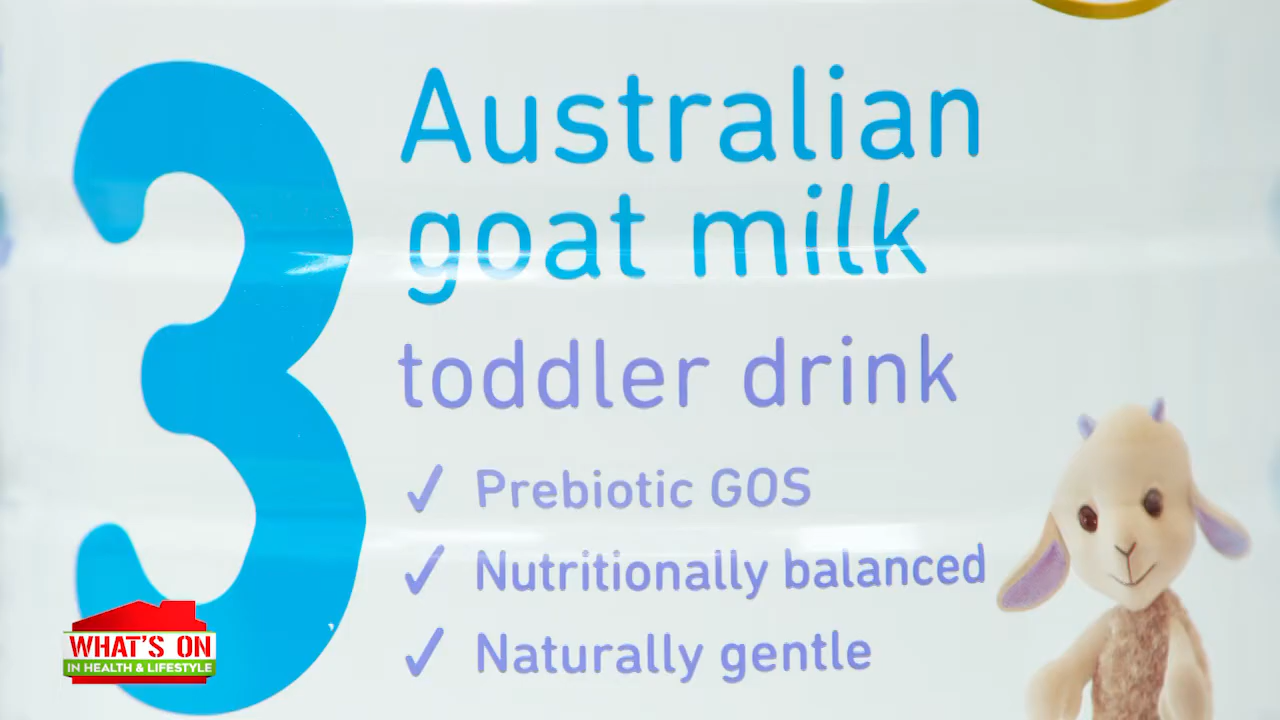 3
Australian
goat milk
toddler drink
✓ Prebiotic GOS
✓ Nutritionally balanced
✓ Naturally gentle
WHAT'S ON
IN HEALTH & LIFESTYLE